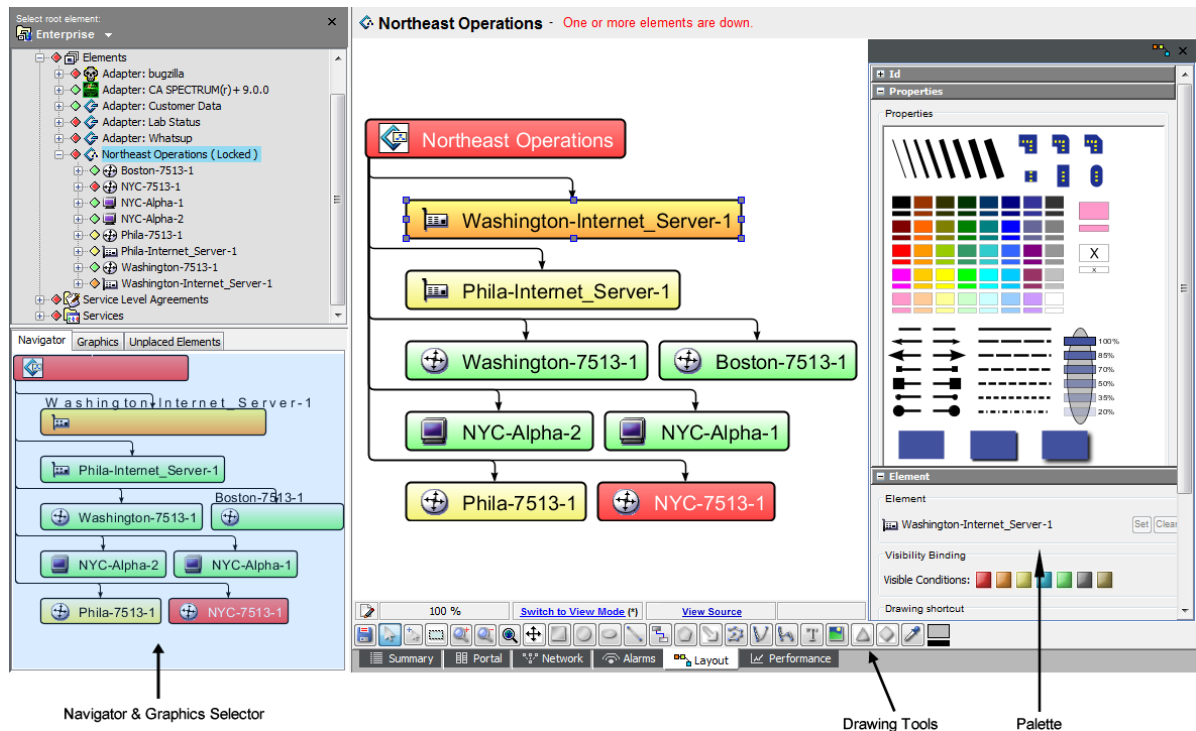 Select root element:
Enterprise
Elements
Adapter: bugzilla
Adapter: CA SPECTRUM(r)+ 9.0.0
Adapter: Customer Data
Adapter: Lab Status
Adapter: Whatsup
Northeast Operations ( Locked )
Boston-7513-1
NYC-7513-1
NYC-Alpha-1
NYC-Alpha-2
Phila-7513-1
Phila-Internet_Server-1
Washington-7513-1
Washington-Internet_Server-1
Service Level Agreements
Services
Navigator Graphics Unplaced Elements
Washington-Internet_Server-1
Phila-Internet_Server-1
Boston-7513-1
Washington-7513-1
NYC-Alpha-2 NYC-Alpha-1
Phila-7513-1 NYC-7513-1
Navigator & Graphics Selector
Northeast Operations - One or more elements are down.
Northeast Operations
Washington-Internet_Server-1
Phila-Internet_Server-1
Washington-7513-1 Boston-7513-1
NYC-Alpha-2 NYC-Alpha-1
Phila-7513-1 NYC-7513-1
100 % Switch to View Mode (*) View Source
Summary Portal Network Alarms Layout Performance
Id
Properties
Properties
X
X
100%
85%
70%
50%
35%
20%
Element
Element
Washington-Internet_Server-1 Set Clear
Visibility Binding
Visible Conditions:
Drawing shortcut
Drawing Tools
Palette